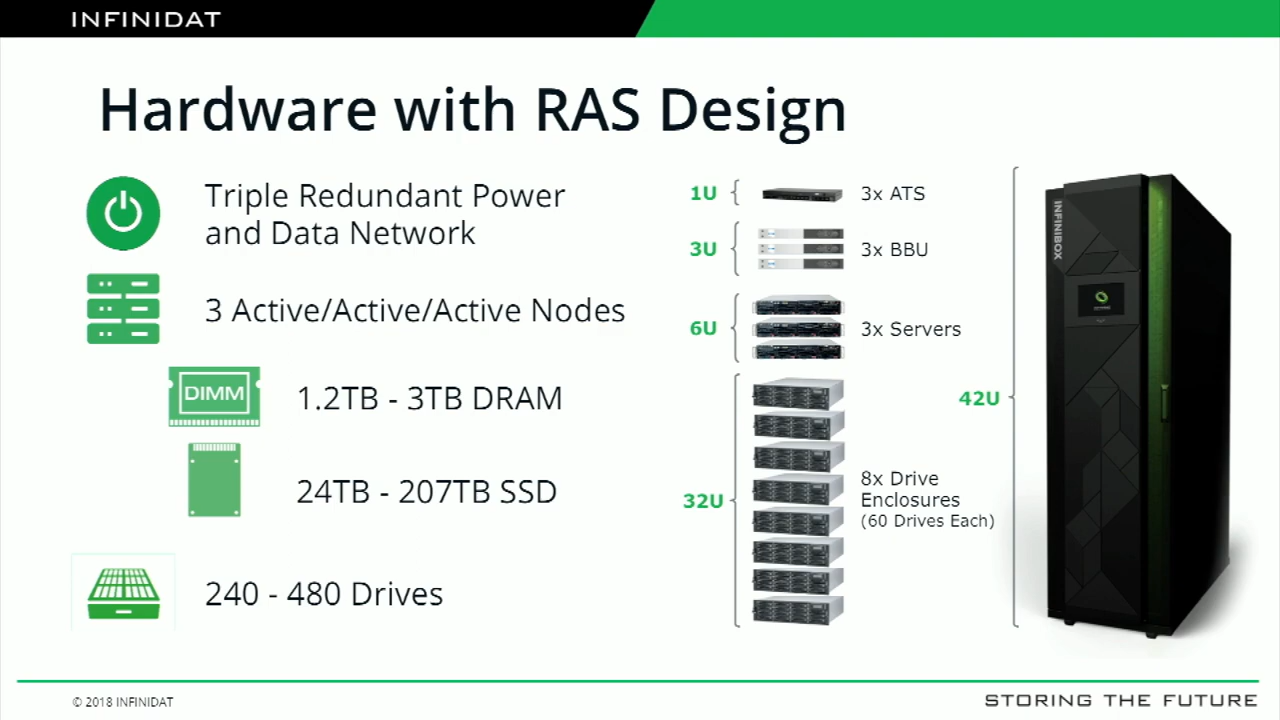 INFINIDAT
Hardware with RAS Design
Triple Redundant Power
and Data Network
3 Active/Active/Active Nodes
DIMM
1.2TB - 3TB DRAM
24TB - 207TB SSD
240 - 480 Drives
1U
3x ATS
3U
3x BBU
6U
3x Servers
32U
8x Drive
Enclosures
(60 Drives Each)
42U
INFINIBOX
© 2018 INFINIDAT
STORING THE FUTURE